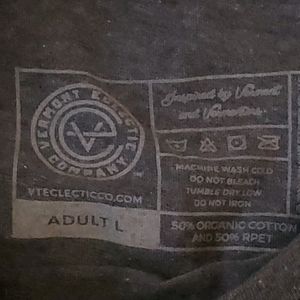 VERMONT ECLECTIC
COMPANY
VTECLECTICCO.COM
ADULT L
Inspired by Vermont
and Vermonters.
MACHINE WASH COLD
DO NOT BLEACH
TUMBLE DRY LOW
DO NOT IRON
50% ORGANIC COTTON
AND 50% RPET